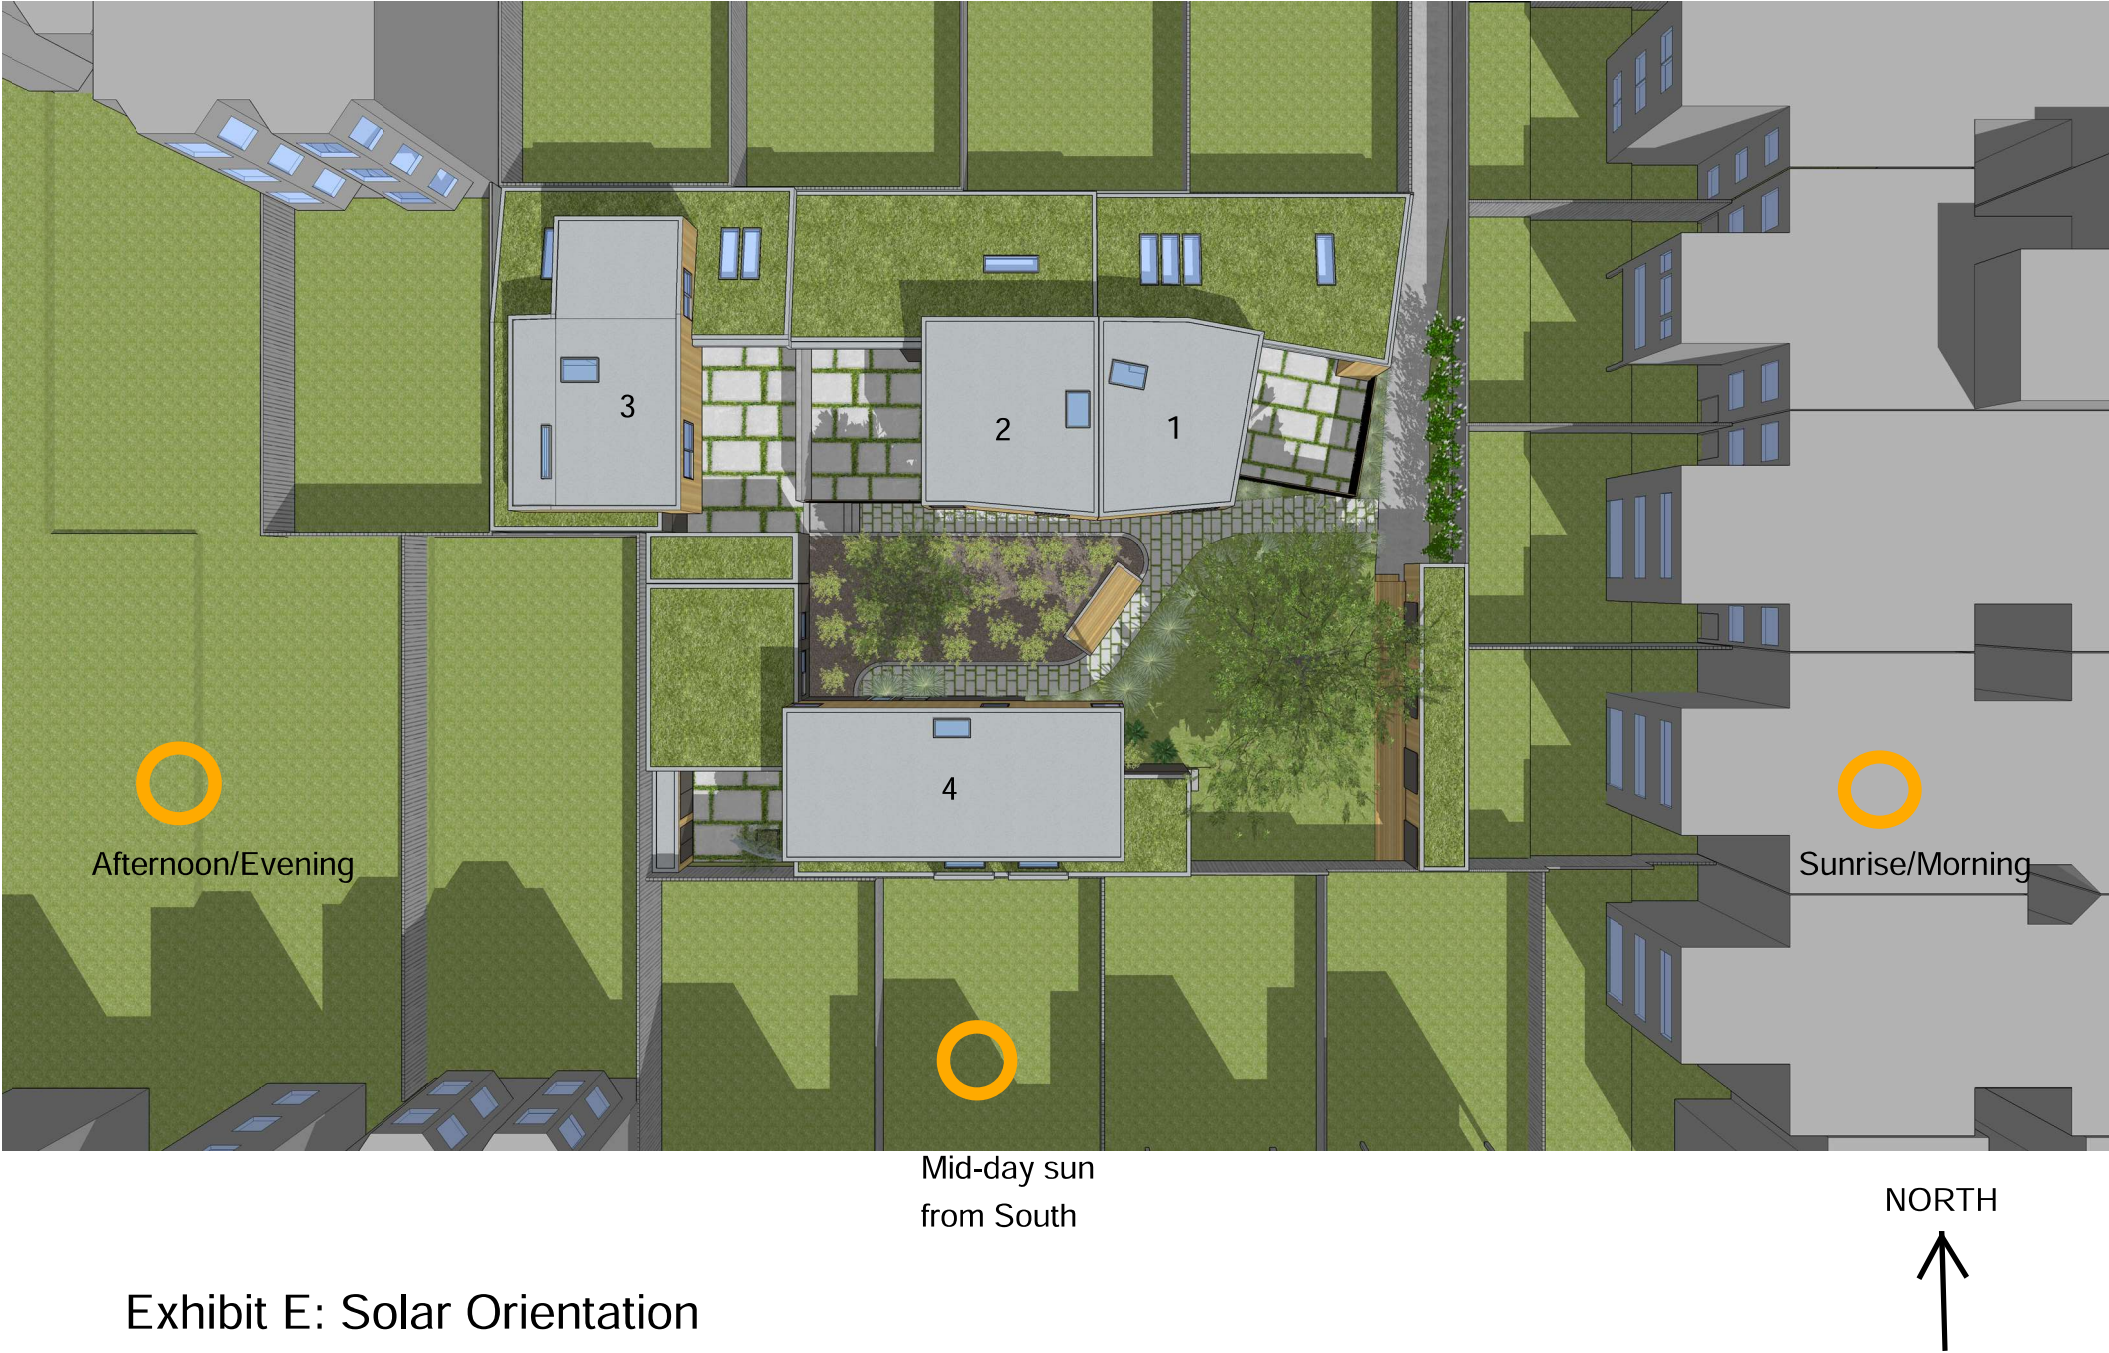 3
2
1
4
Afternoon/Evening
Sunrise/Morning
Mid-day sun
from South
NORTH
Exhibit E: Solar Orientation